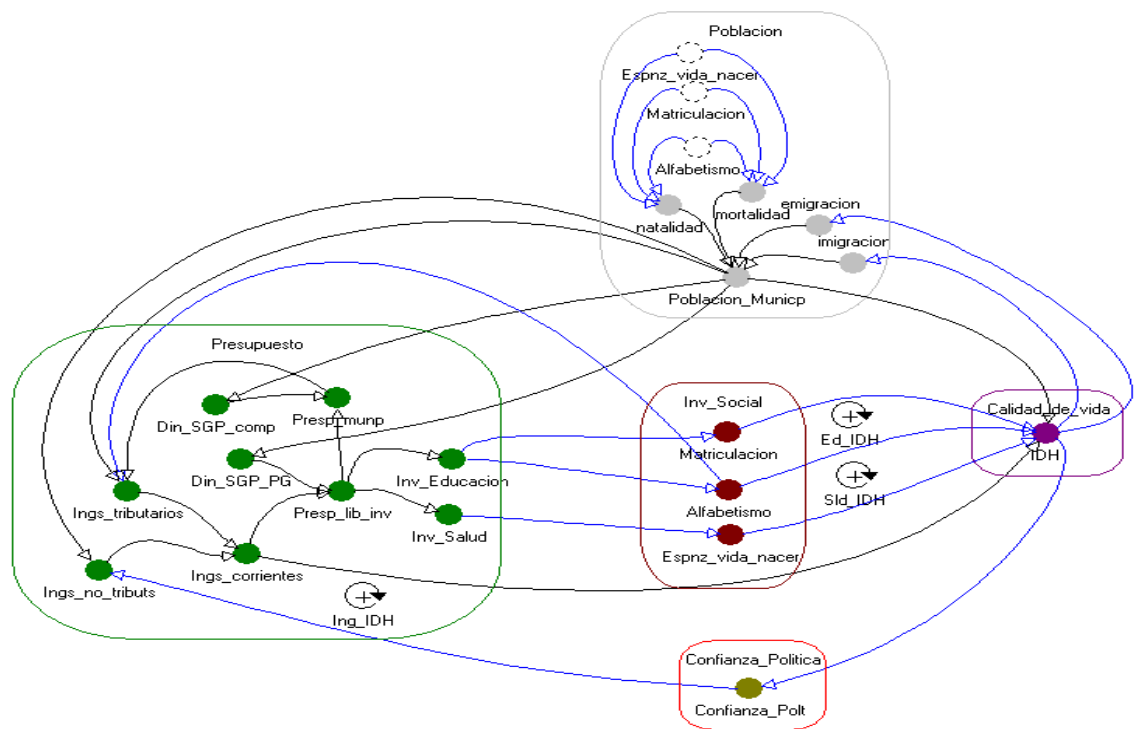 Poblacion
Espnz_vida_nacer
Matriculacion
Alfabetismo
natalidad
mortalidad
emigracion
imigracion
Poblacion_Municp
Presupuesto
Din_SGP_comp
Presp_munp
Din_SGP_PG
Inv_Educacion
Ings_tributarios
Presp_lib_inv
Inv_Salud
Ings_corrientes
Ings_no_tributs
Ing_IDH
Inv_Social
Matriculacion
Alfabetismo
Espnz_vida_nacer
+
Ed_IDH
+
Sld_IDH
+
Calidad_de_vida
IDH
Confianza_Politica
Confianza_Polt